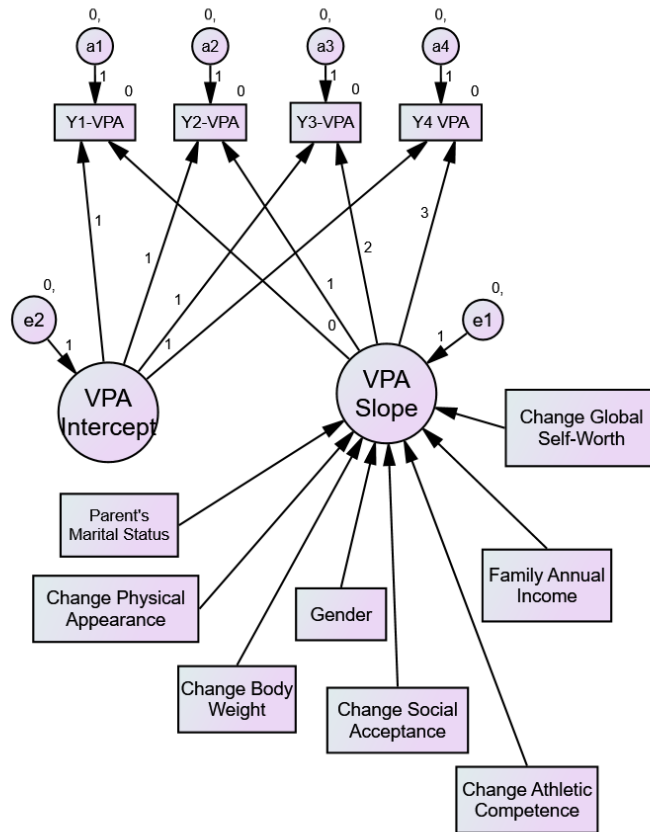 0, 0, 0, 0,
a1 a2 a3 a4
1 0 1 0 1 0 1 0
Y1-VPA Y2-VPA Y3-VPA Y4 VPA
3
1 2
1 1
0, 1 0 0,
e2 1 e1
1 1
VPA
Intercept
VPA
Slope
Change Global
Self-Worth
Parent's
Marital Status
Change Physical
Appearance
Gender
Family Annual
Income
Change Body
Weight
Change Social
Acceptance
Change Athletic
Competence